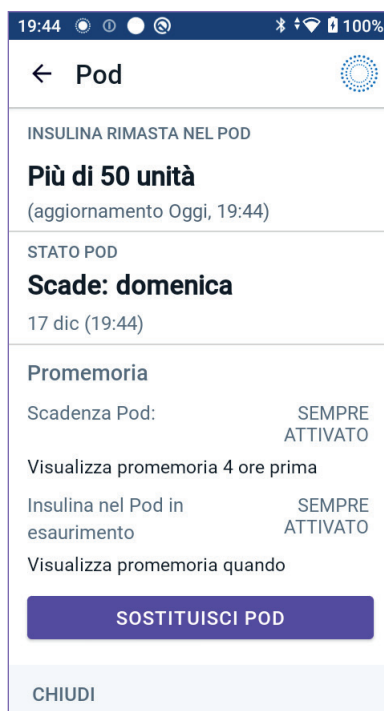 19:44 100%
Pod
INSULINA RIMASTA NEL POD
Più di 50 unità
(aggiornamento Oggi, 19:44)
STATO POD
Scade: domenica
17 dic (19:44)
Promemoria
Scadenza Pod: SEMPRE
ATTIVATO
Visualizza promemoria 4 ore prima
Insulina nel Pod in SEMPRE
esaurimento ATTIVATO
Visualizza promemoria quando
SOSTITUISCI POD
CHIUDI